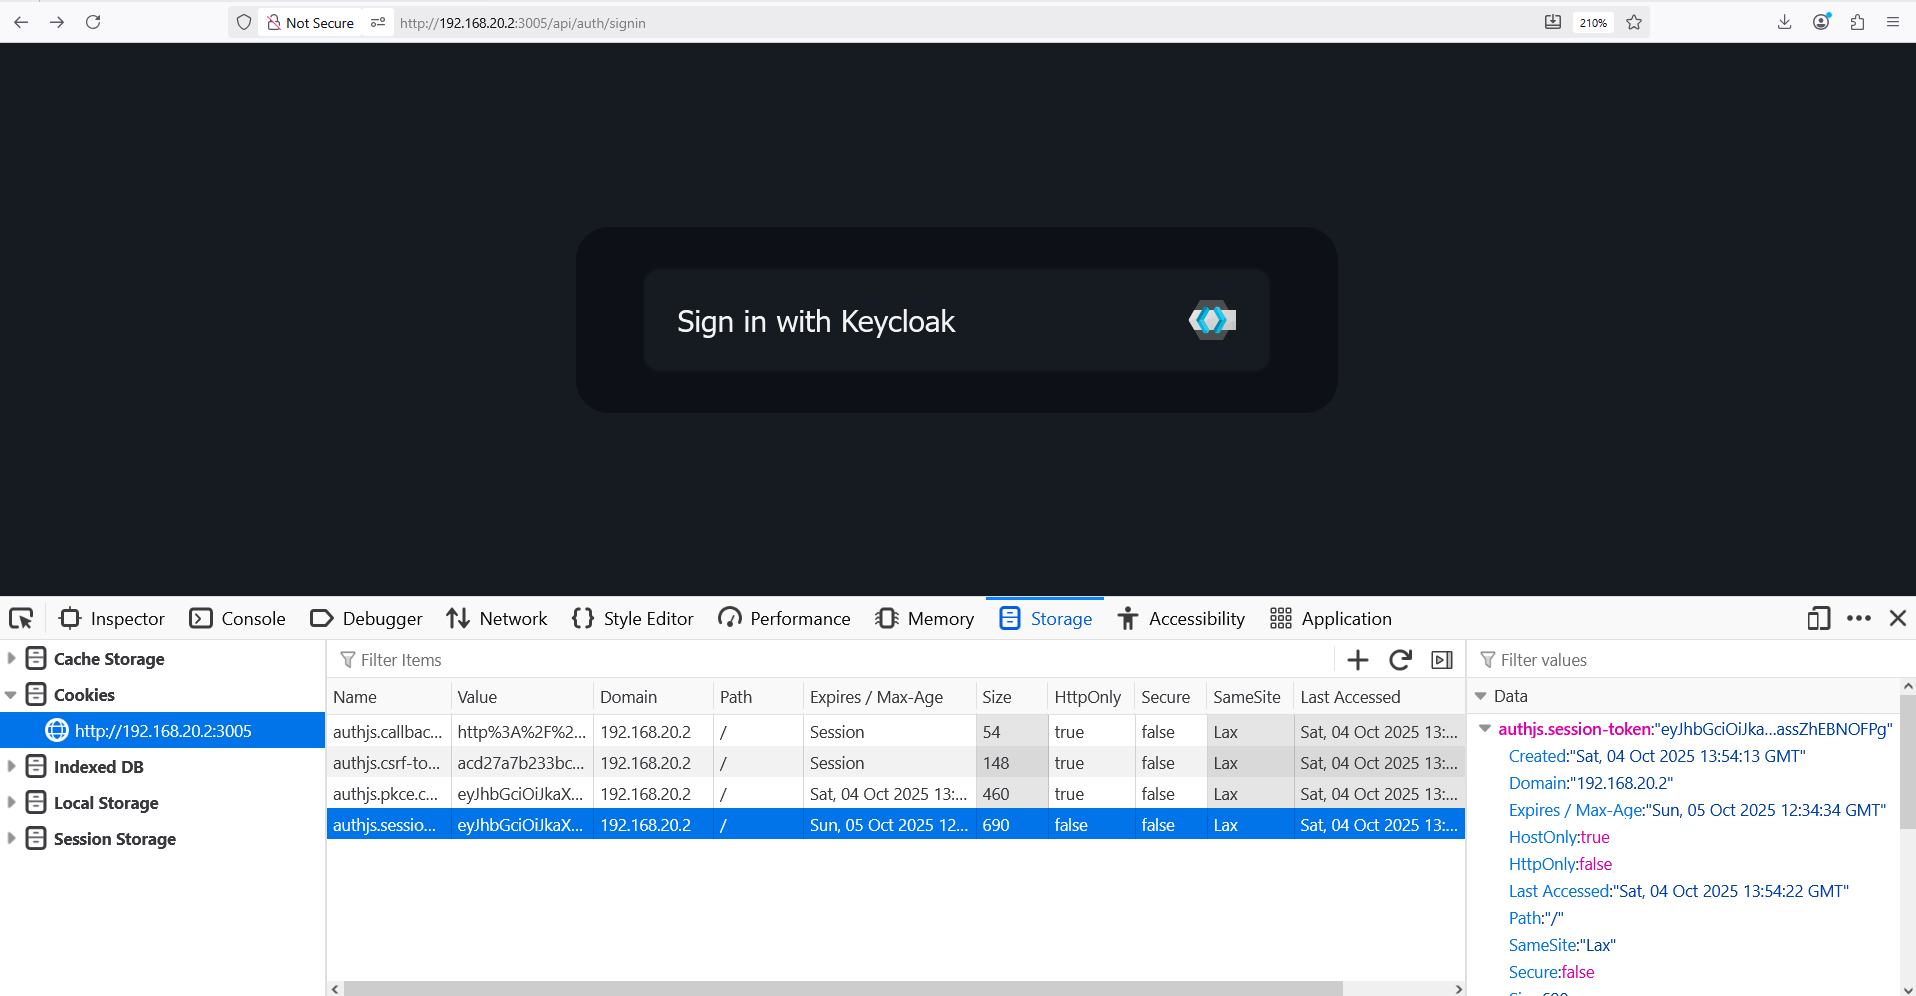 Not Secure http://192.168.20.2:3005/api/auth/signin 210%
Sign in with Keycloak
Inspector Console Debugger Network Style Editor Performance Memory Storage Accessibility Application
Cache Storage
Cookies
http://192.168.20.2:3005
Indexed DB
Local Storage
Session Storage
Filter Items
Name Value Domain Path Expires / Max-Age Size HttpOnly Secure SameSite Last Accessed
authjs.callbac... http%3A%2F%2... 192.168.20.2 / Session 54 true false Lax Sat, 04 Oct 2025 13:...
authjs.csrf-to... acd27a7b233bc... 192.168.20.2 / Session 148 true false Lax Sat, 04 Oct 2025 13:...
authjs.pkce.c... eyJhbGciOiJkaX... 192.168.20.2 / Sat, 04 Oct 2025 13:... 460 true false Lax Sat, 04 Oct 2025 13:...
authjs.sessio... eyJhbGciOiJkaX... 192.168.20.2 / Sun, 05 Oct 2025 12... 690 false false Lax Sat, 04 Oct 2025 13:...
Filter values
Data
authjs.session-token:"eyJhbGciOiJka...assZhEBNOFPg"
Created:"Sat, 04 Oct 2025 13:54:13 GMT"
Domain:"192.168.20.2"
Expires / Max-Age:"Sun, 05 Oct 2025 12:34:34 GMT"
HostOnly:true
HttpOnly:false
Last Accessed:"Sat, 04 Oct 2025 13:54:22 GMT"
Path:"/"
SameSite:"Lax"
Secure:false